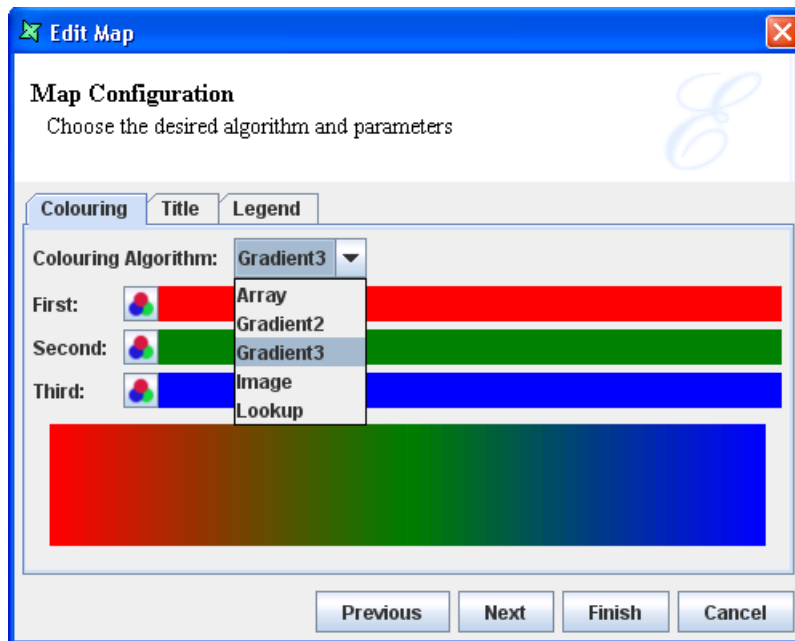 Edit Map
Map Configuration
Choose the desired algorithm and parameters
Colouring Title Legend
Colouring Algorithm: Gradient3
Array
First:
Gradient2
Second:
Gradient3
Image
Third:
Lookup
Previous Next Finish Cancel